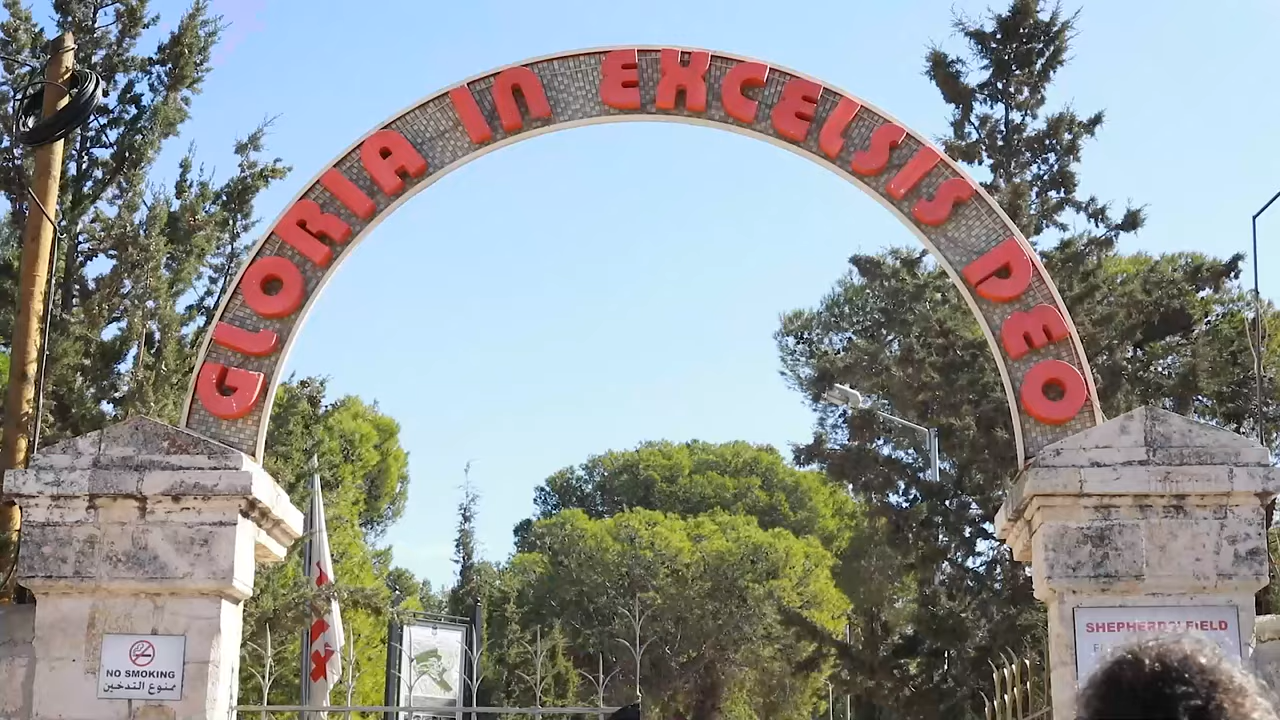 GLORIA IN EXCELSIS DEO
NO SMOKING
ممنوع التدخين
SHEPHERDS' FIELD